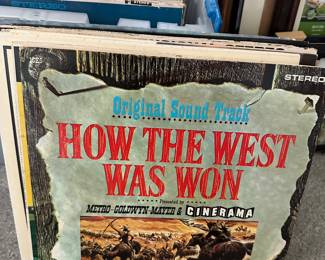 STEREO
Original Sound Track
HOW THE WEST
WAS WON
Presented by
METRO-GOLDWYN-MAYER & CINERAMA